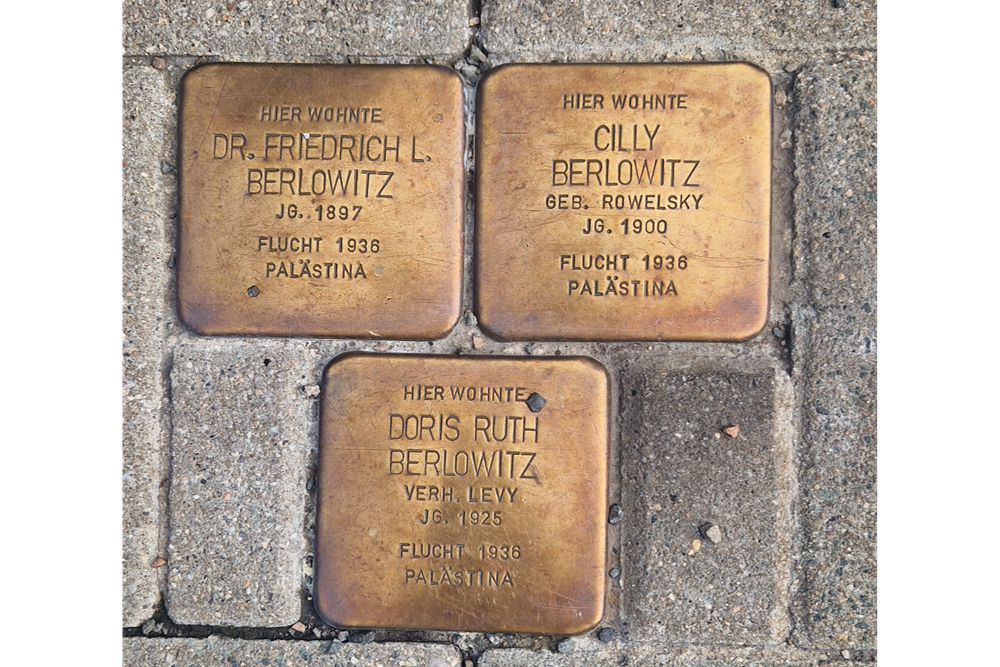 HIER WOHNTE
DR. FRIEDRICH L.
BERLOWITZ
JG. 1897
FLUCHT 1936
PALÄSTINA
HIER WOHNTE
CILLY
BERLOWITZ
GEB. ROWELSKY
JG. 1900
FLUCHT 1936
PALÄSTINA
HIER WOHNTE
DORIS RUTH
BERLOWITZ
VERH. LEVY
JG. 1925
FLUCHT 1936
PALÄSTINA